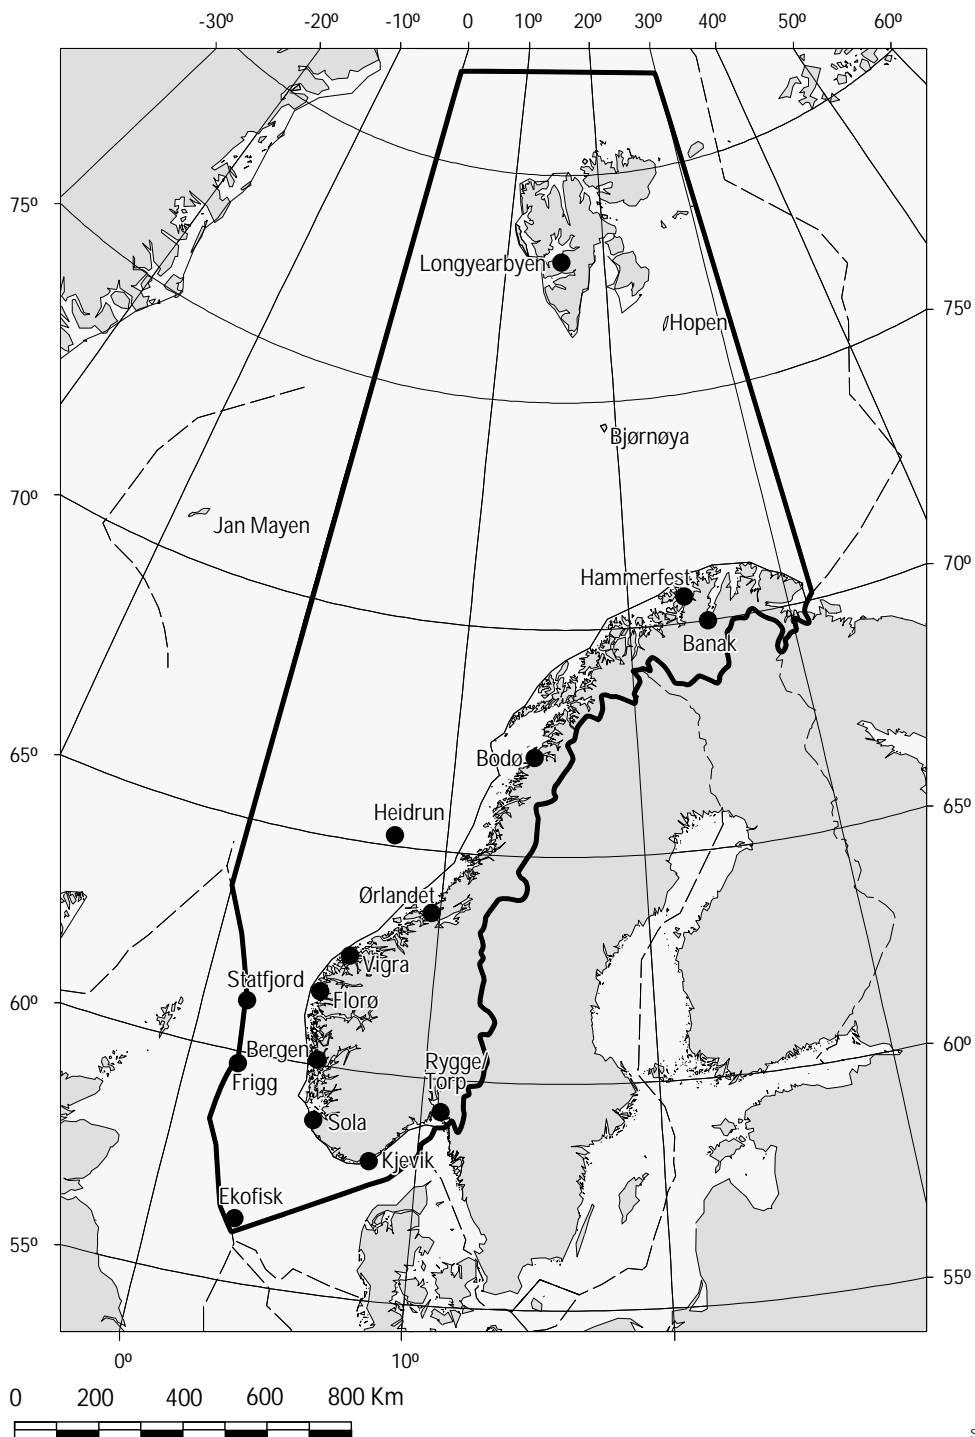 -30º -20º -10º 0 10º 20º 30º 40º 50º 60º
75º
Longyearbyen
75º
Hopen
Bjørnøya
70º
Jan Mayen
70º
Hammerfest
Banak
65º
Bodø
65º
Heidrun
Ørlandet
Vigra
Statfjord
Florø
60º
60º
Bergen
Rygge
Frigg
Torp
Sola
Kjevik
Ekofisk
55º
55º
0º 10º
0 200 400 600 800 Km
s